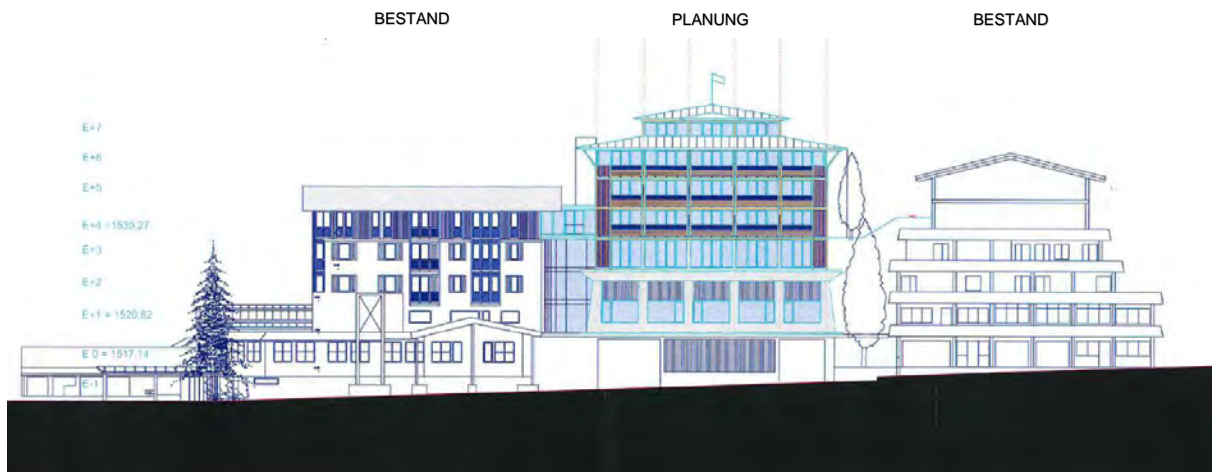 BESTAND
PLANUNG
BESTAND
E+7
E+6
E+5
E+4 =1530.27
E+3
E+2
E+1 = 1520.82
E 0 = 1517.14
E-1